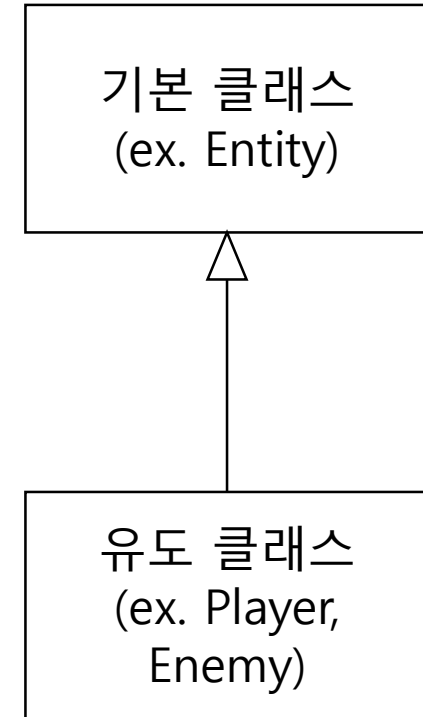 기본 클래스
(ex. Entity)
유도 클래스
(ex. Player,
Enemy)